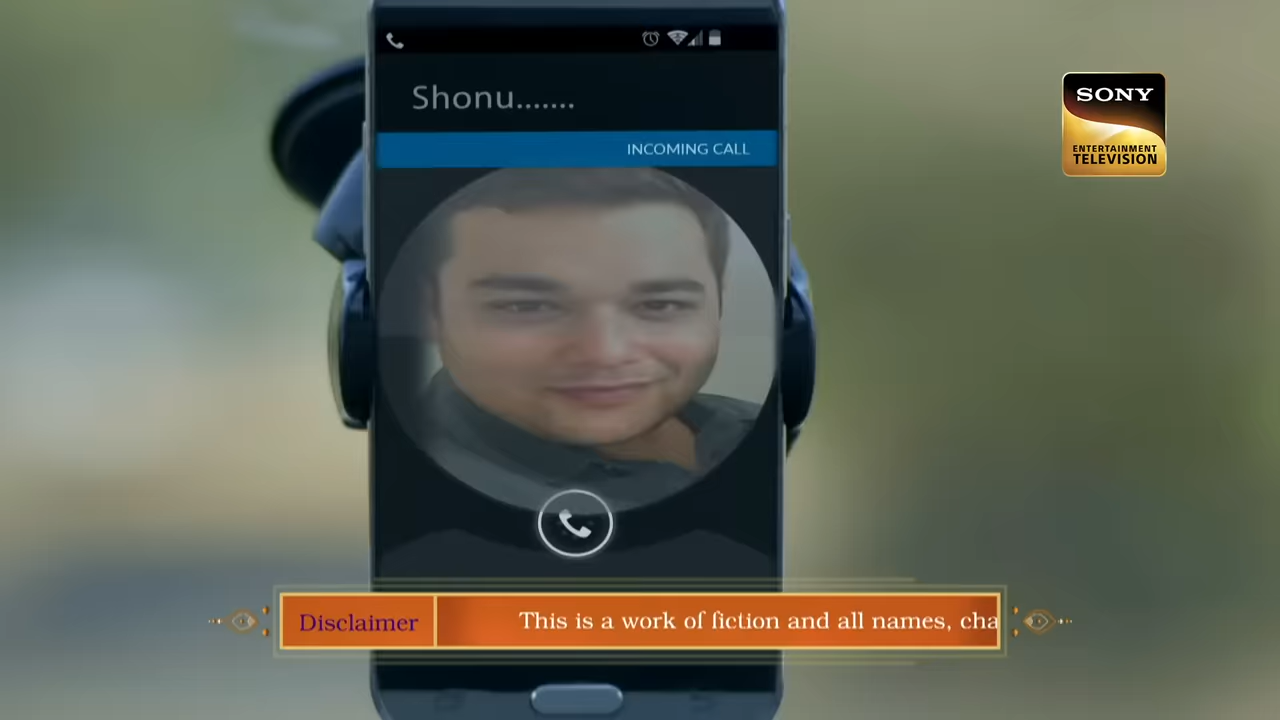 Shonu.......
INCOMING CALL
SONY
ENTERTAINMENT
TELEVISION
Disclaimer
This is a work of fiction and all names, cha